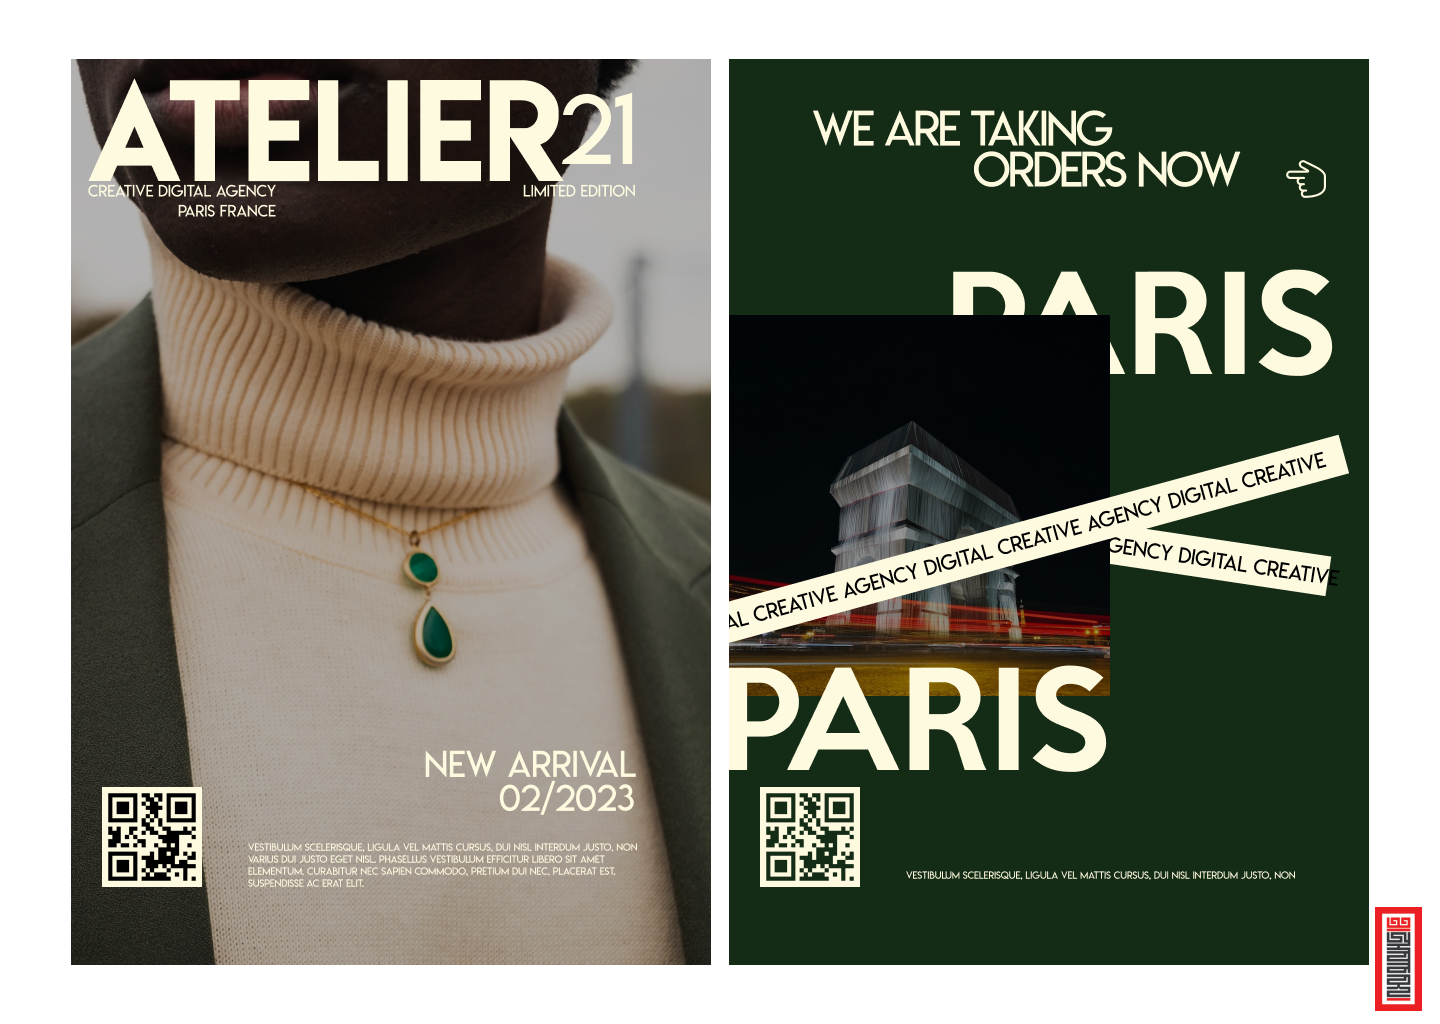 ATELIER21
CREATIVE DIGITAL AGENCY
PARIS FRANCE
LIMITED EDITION
NEW ARRIVAL
02/2023
VESTIBULUM SCELERISQUE, LIGULA VEL MATTIS CURSUS, DUI NISL INTERDUM JUSTO, NON
VARIUS DUI JUSTO EGET NISL. PHASELLUS VESTIBULUM EFFICITUR LIBERO SIT AMET
ELEMENTUM. CURABITUR NEC SAPIEN COMMODO, PRETIUM DUI NEC, PLACERAT EST.
SUSPENDISSE AC ERAT ELIT.
WE ARE TAKING
ORDERS NOW
PARIS
AL CREATIVE AGENCY DIGITAL CREATIVE AGENCY DIGITAL CREATIVE
GENCY DIGITAL CREATIVE
PARIS
VESTIBULUM SCELERISQUE, LIGULA VEL MATTIS CURSUS, DUI NISL INTERDUM JUSTO, NON